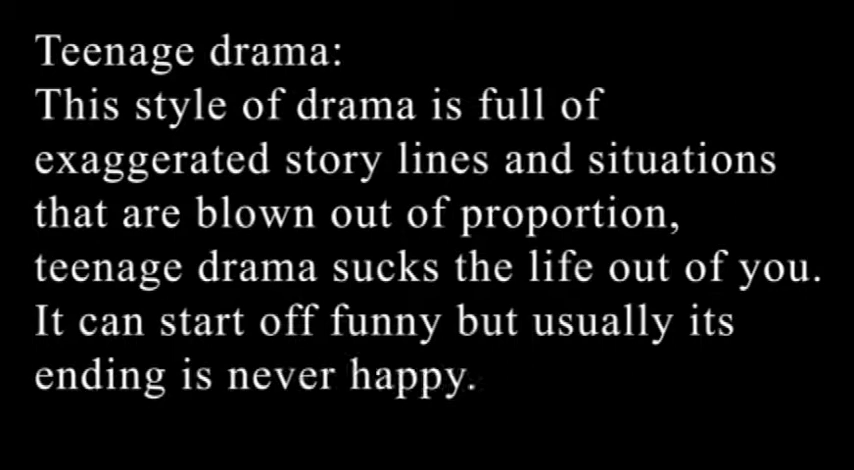 Teenage drama:
This style of drama is full of
exaggerated story lines and situations
that are blown out of proportion,
teenage drama sucks the life out of you.
It can start off funny but usually its
ending is never happy.